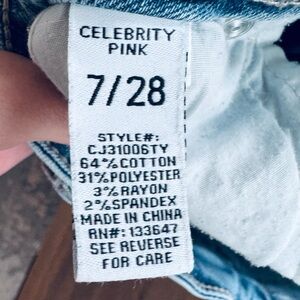 CELEBRITY
PINK
7/28
STYLE#:
CJ31006TY
64%COTTON
31%POLYESTER
3%RAYON
2%SPANDEX
MADE IN CHINA
RN#: 133647
SEE REVERSE
FOR CARE